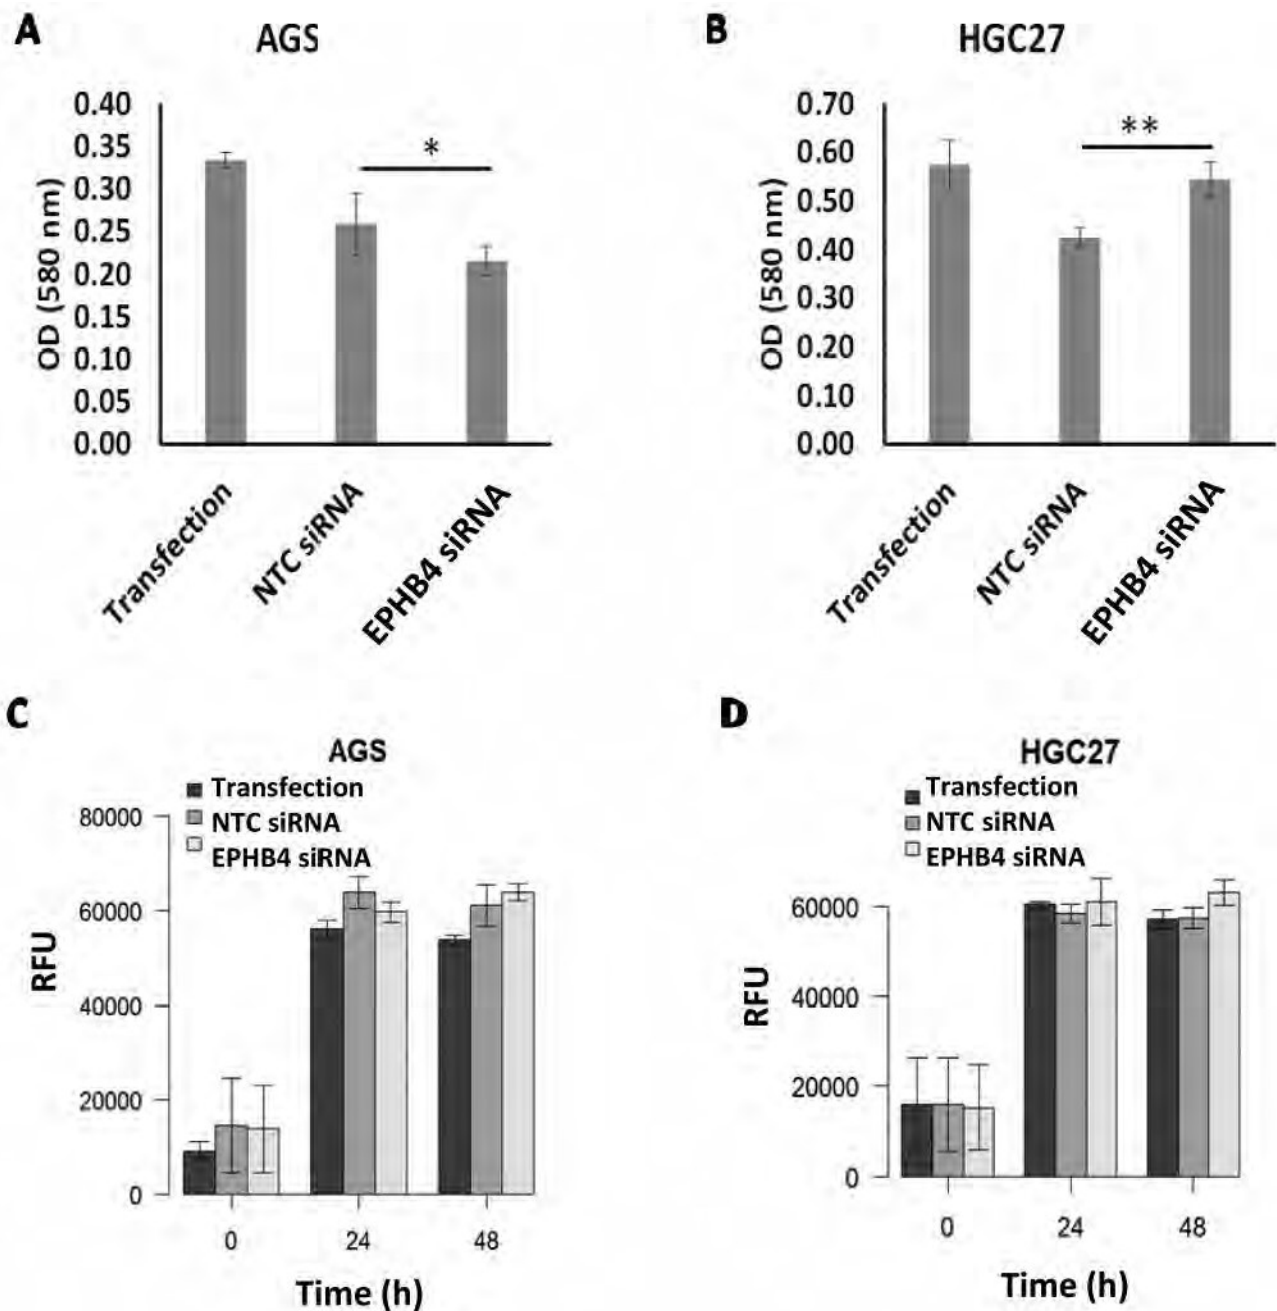 A
AGS
OD (580 nm)
0.40
0.35
0.30
0.25
0.20
0.15
0.10
0.05
0.00
*
Transfection
NTC siRNA
EPHB4 siRNA
B
HGC27
OD (580 nm)
0.70
0.60
0.50
0.40
0.30
0.20
0.10
0.00
**
Transfection
NTC siRNA
EPHB4 siRNA
C
AGS
Transfection
NTC siRNA
EPHB4 siRNA
RFU
80000
60000
40000
20000
0
0 24 48
Time (h)
D
HGC27
Transfection
NTC siRNA
EPHB4 siRNA
RFU
60000
40000
20000
0
0 24 48
Time (h)